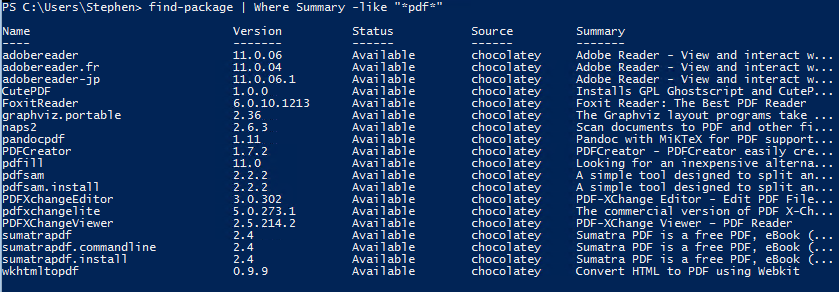 PS C:\Users\Stephen> find-package | Where Summary -like "*pdf*"
Name Version Status Source Summary
---- ------- ------ ------ -------
adobereader 11.0.06 Available chocolatey Adobe Reader - View and interact w...
adobereader.fr 11.0.04 Available chocolatey Adobe Reader - View and interact w...
adobereader-jp 11.0.06.1 Available chocolatey Adobe Reader - View and interact w...
CutePDF 1.0.0 Available chocolatey Installs GPL Ghostscript and CuteP...
FoxitReader 6.0.10.1213 Available chocolatey Foxit Reader: The Best PDF Reader
graphviz.portable 2.36 Available chocolatey The Graphviz layout programs take ...
naps2 2.6.3 Available chocolatey Scan documents to PDF and other fi...
pandocpdf 1.11 Available chocolatey Pandoc with MiKTeX for PDF support...
PDFCreator 1.7.2 Available chocolatey PDFCreator - PDFCreator easily cre...
pdfill 11.0 Available chocolatey Looking for an inexpensive alterna...
pdfsam 2.2.2 Available chocolatey A simple tool designed to split an...
pdfsam.install 2.2.2 Available chocolatey A simple tool designed to split an...
PDFXchangeEditor 3.0.302 Available chocolatey PDF-XChange Editor - Edit PDF File...
pdfxchangelite 5.0.273.1 Available chocolatey The commercial version of PDF X-Ch...
PDFXChangeViewer 2.5.214.2 Available chocolatey PDF-XChange Viewer - PDF Reader
sumatrapdf 2.4 Available chocolatey Sumatra PDF is a free PDF, eBook (...
sumatrapdf.commandline 2.4 Available chocolatey Sumatra PDF is a free PDF, eBook (...
sumatrapdf.install 2.4 Available chocolatey Sumatra PDF is a free PDF, eBook (...
wkhtmltopdf 0.9.9 Available chocolatey Convert HTML to PDF using Webkit